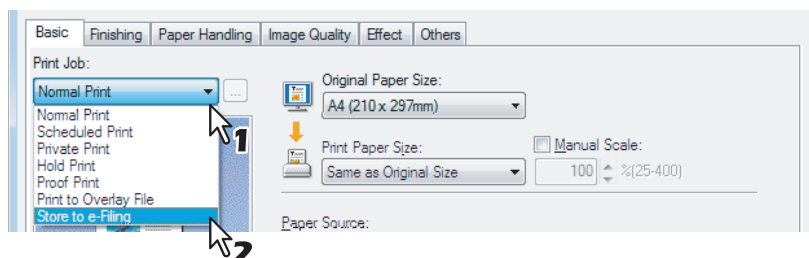 Basic Finishing Paper Handling Image Quality Effect Others
Print Job:
Normal Print ...
Normal Print
Scheduled Print
Private Print
Hold Print
Proof Print
Print to Overlay File
Store to e-Filing
1
2
Original Paper Size:
A4 (210 x 297mm)
Print Paper Size:
Same as Original Size
Manual Scale:
100 %(25-400)
Paper Source: